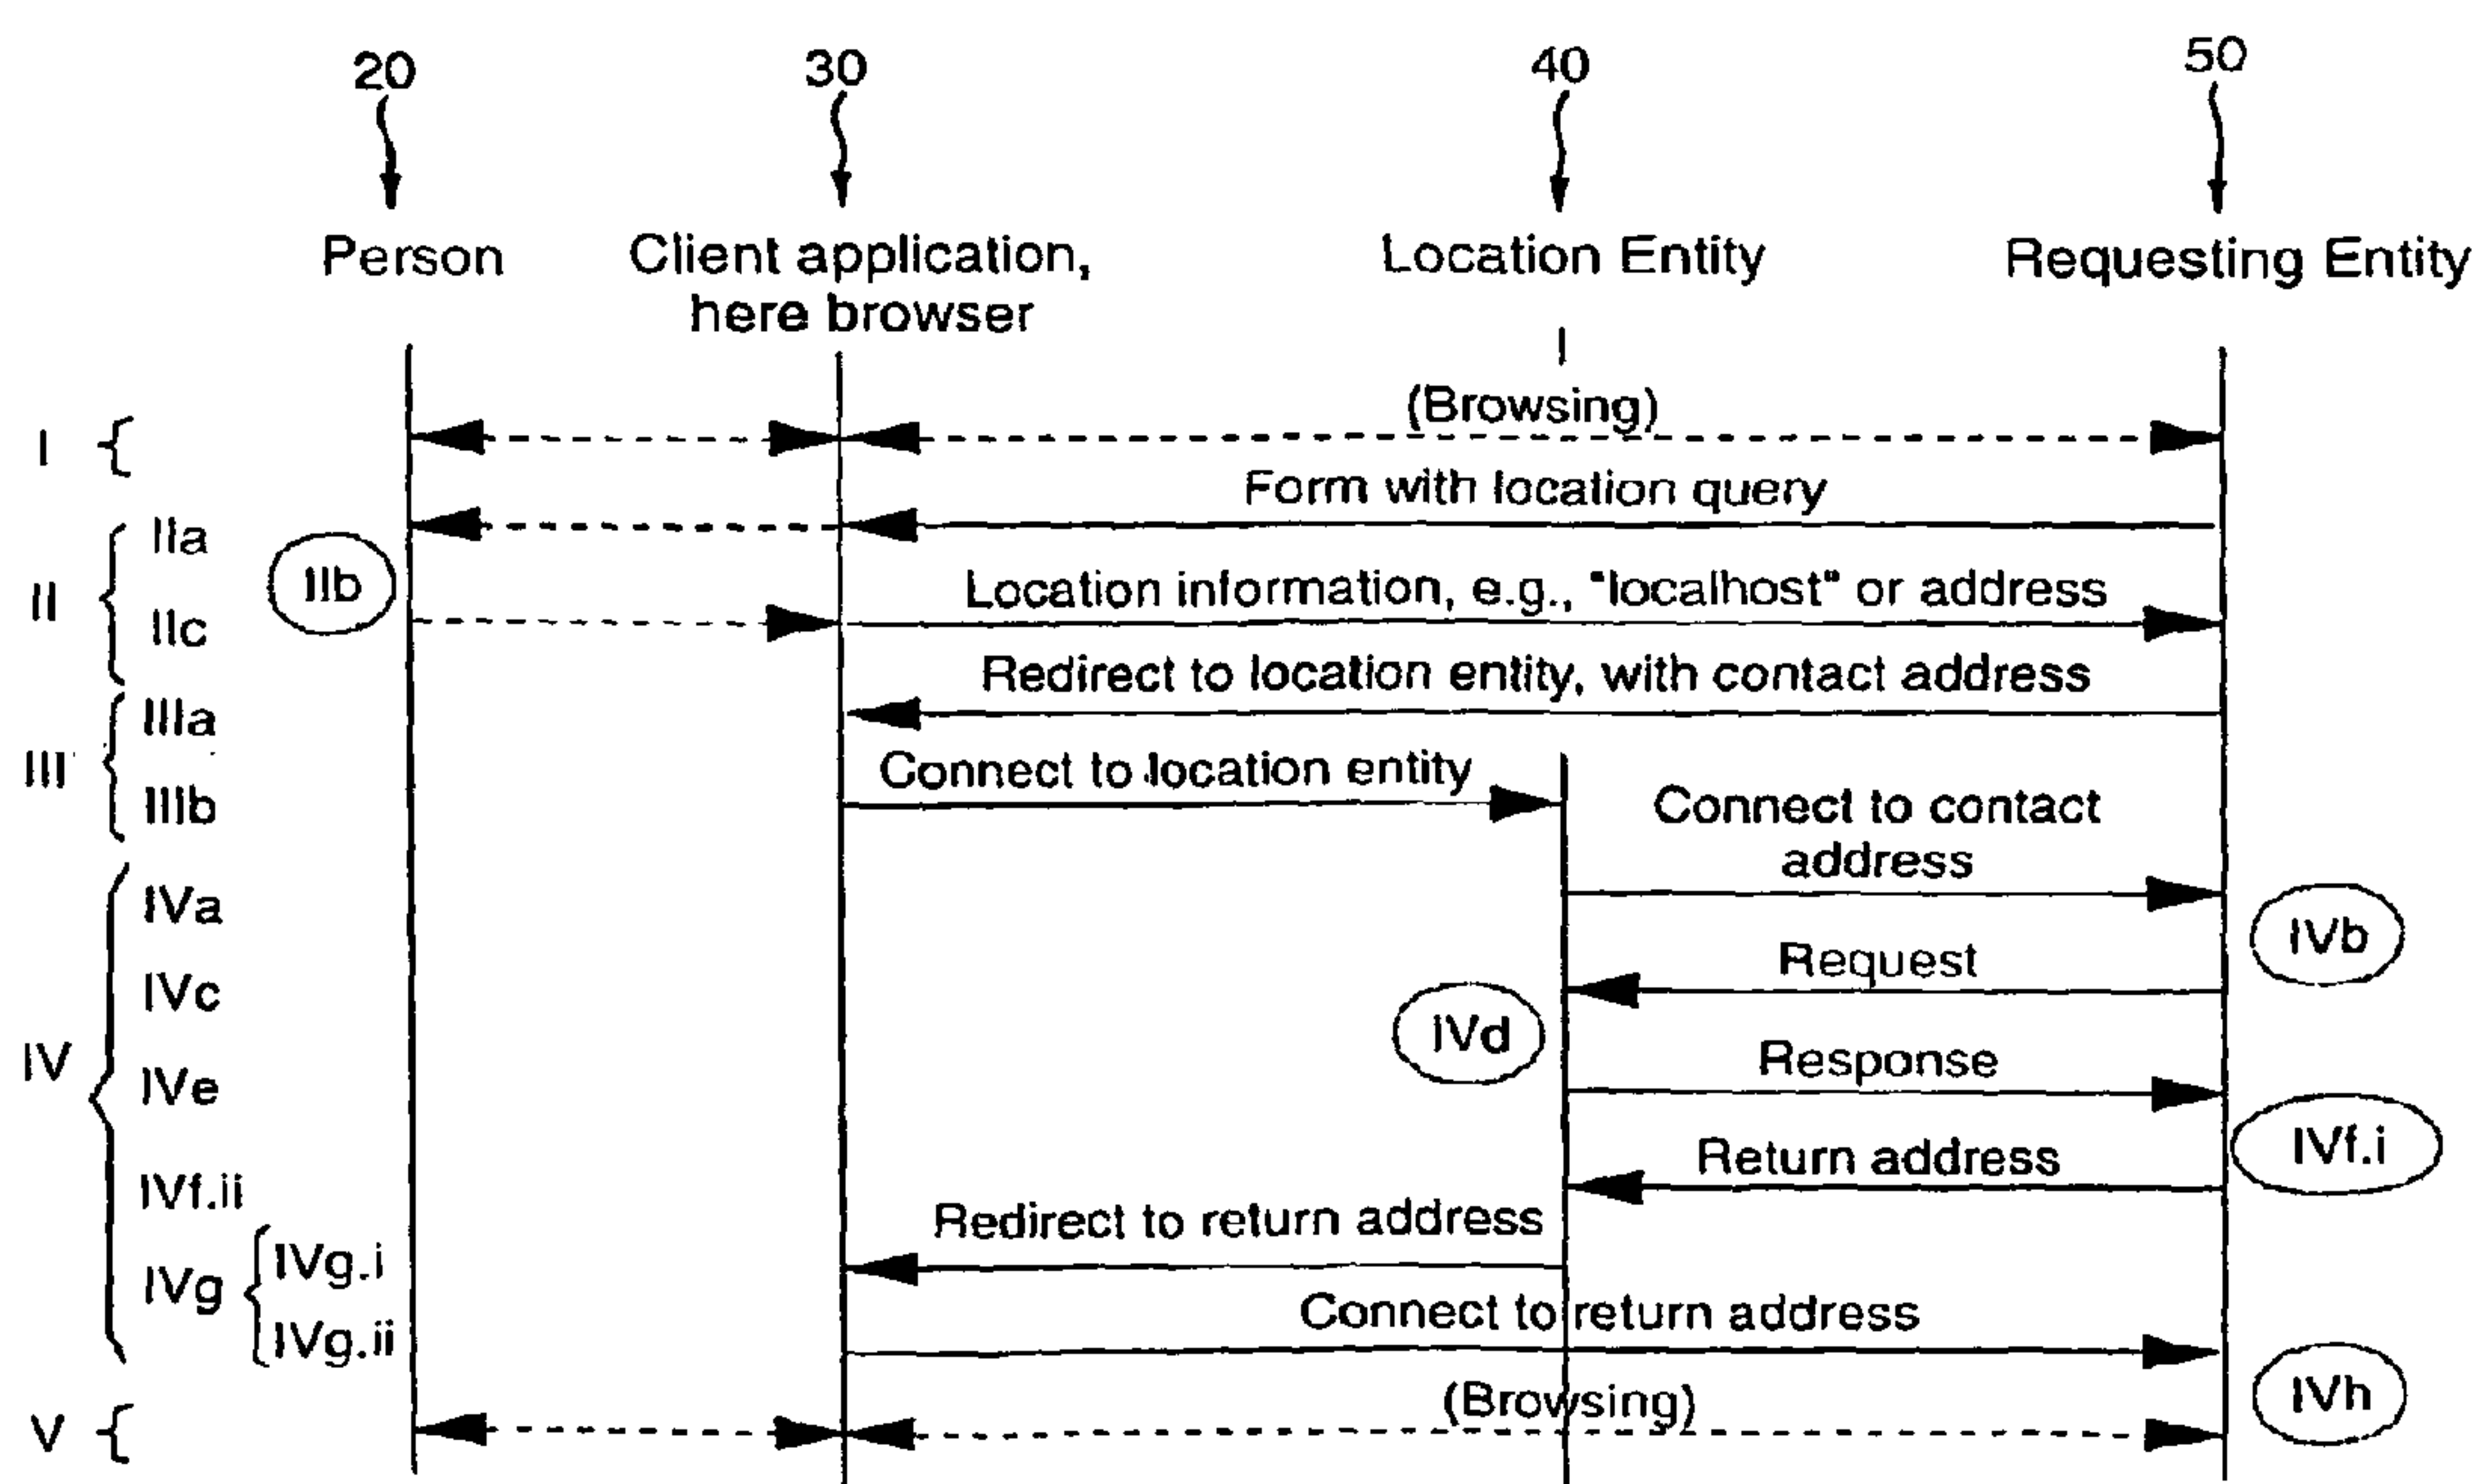 20 30 40 50
Person Client application, Location Entity Requesting Entity
here browser
(Browsing)
I
Form with location query
IIa
IIb
Location information, e.g., "localhost" or address
II
IIc
Redirect to location entity, with contact address
IIIa
III
Connect to location entity
IIIb
Connect to contact
address
IVa
IVb
Request
IVc
IVd
IV
Response
IVe
IVf.i
Return address
IVf.ii
Redirect to return address
IVg.i
IVg
Connect to return address
IVg.ii
(Browsing)
IVh
V